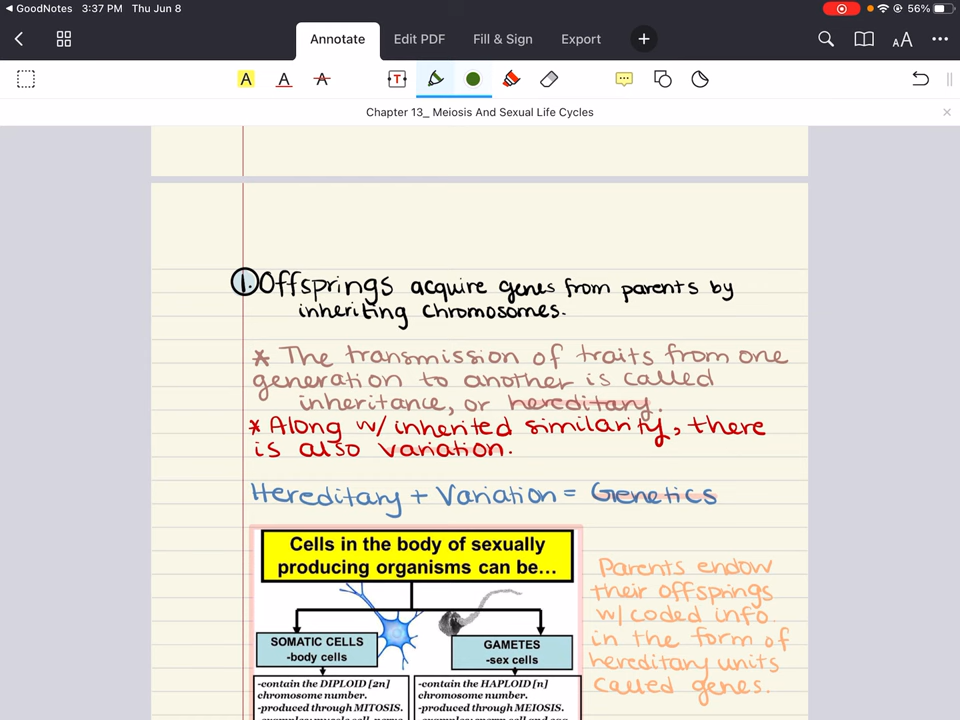 GoodNotes 3:37 PM Thu Jun 8 56%
Annotate Edit PDF Fill & Sign Export
AA
A A A T
Chapter 13_ Meiosis And Sexual Life Cycles
1. Offsprings acquire genes from parents by
inheriting chromosomes.
* The transmission of traits from one
generation to another is called
inheritance, or hereditary.
* Along w/ inherited similarity, there
is also variation.
Hereditary + Variation = Genetics
Cells in the body of sexually
producing organisms can be...
SOMATIC CELLS
-body cells
GAMETES
-sex cells
-contain the DIPLOID [2n]
chromosome number.
-produced through MITOSIS.
-contain the HAPLOID [n]
chromosome number.
-produced through MEIOSIS.
Parents endow
their offsprings
w/ coded info
in the form of
hereditary units
called genes.